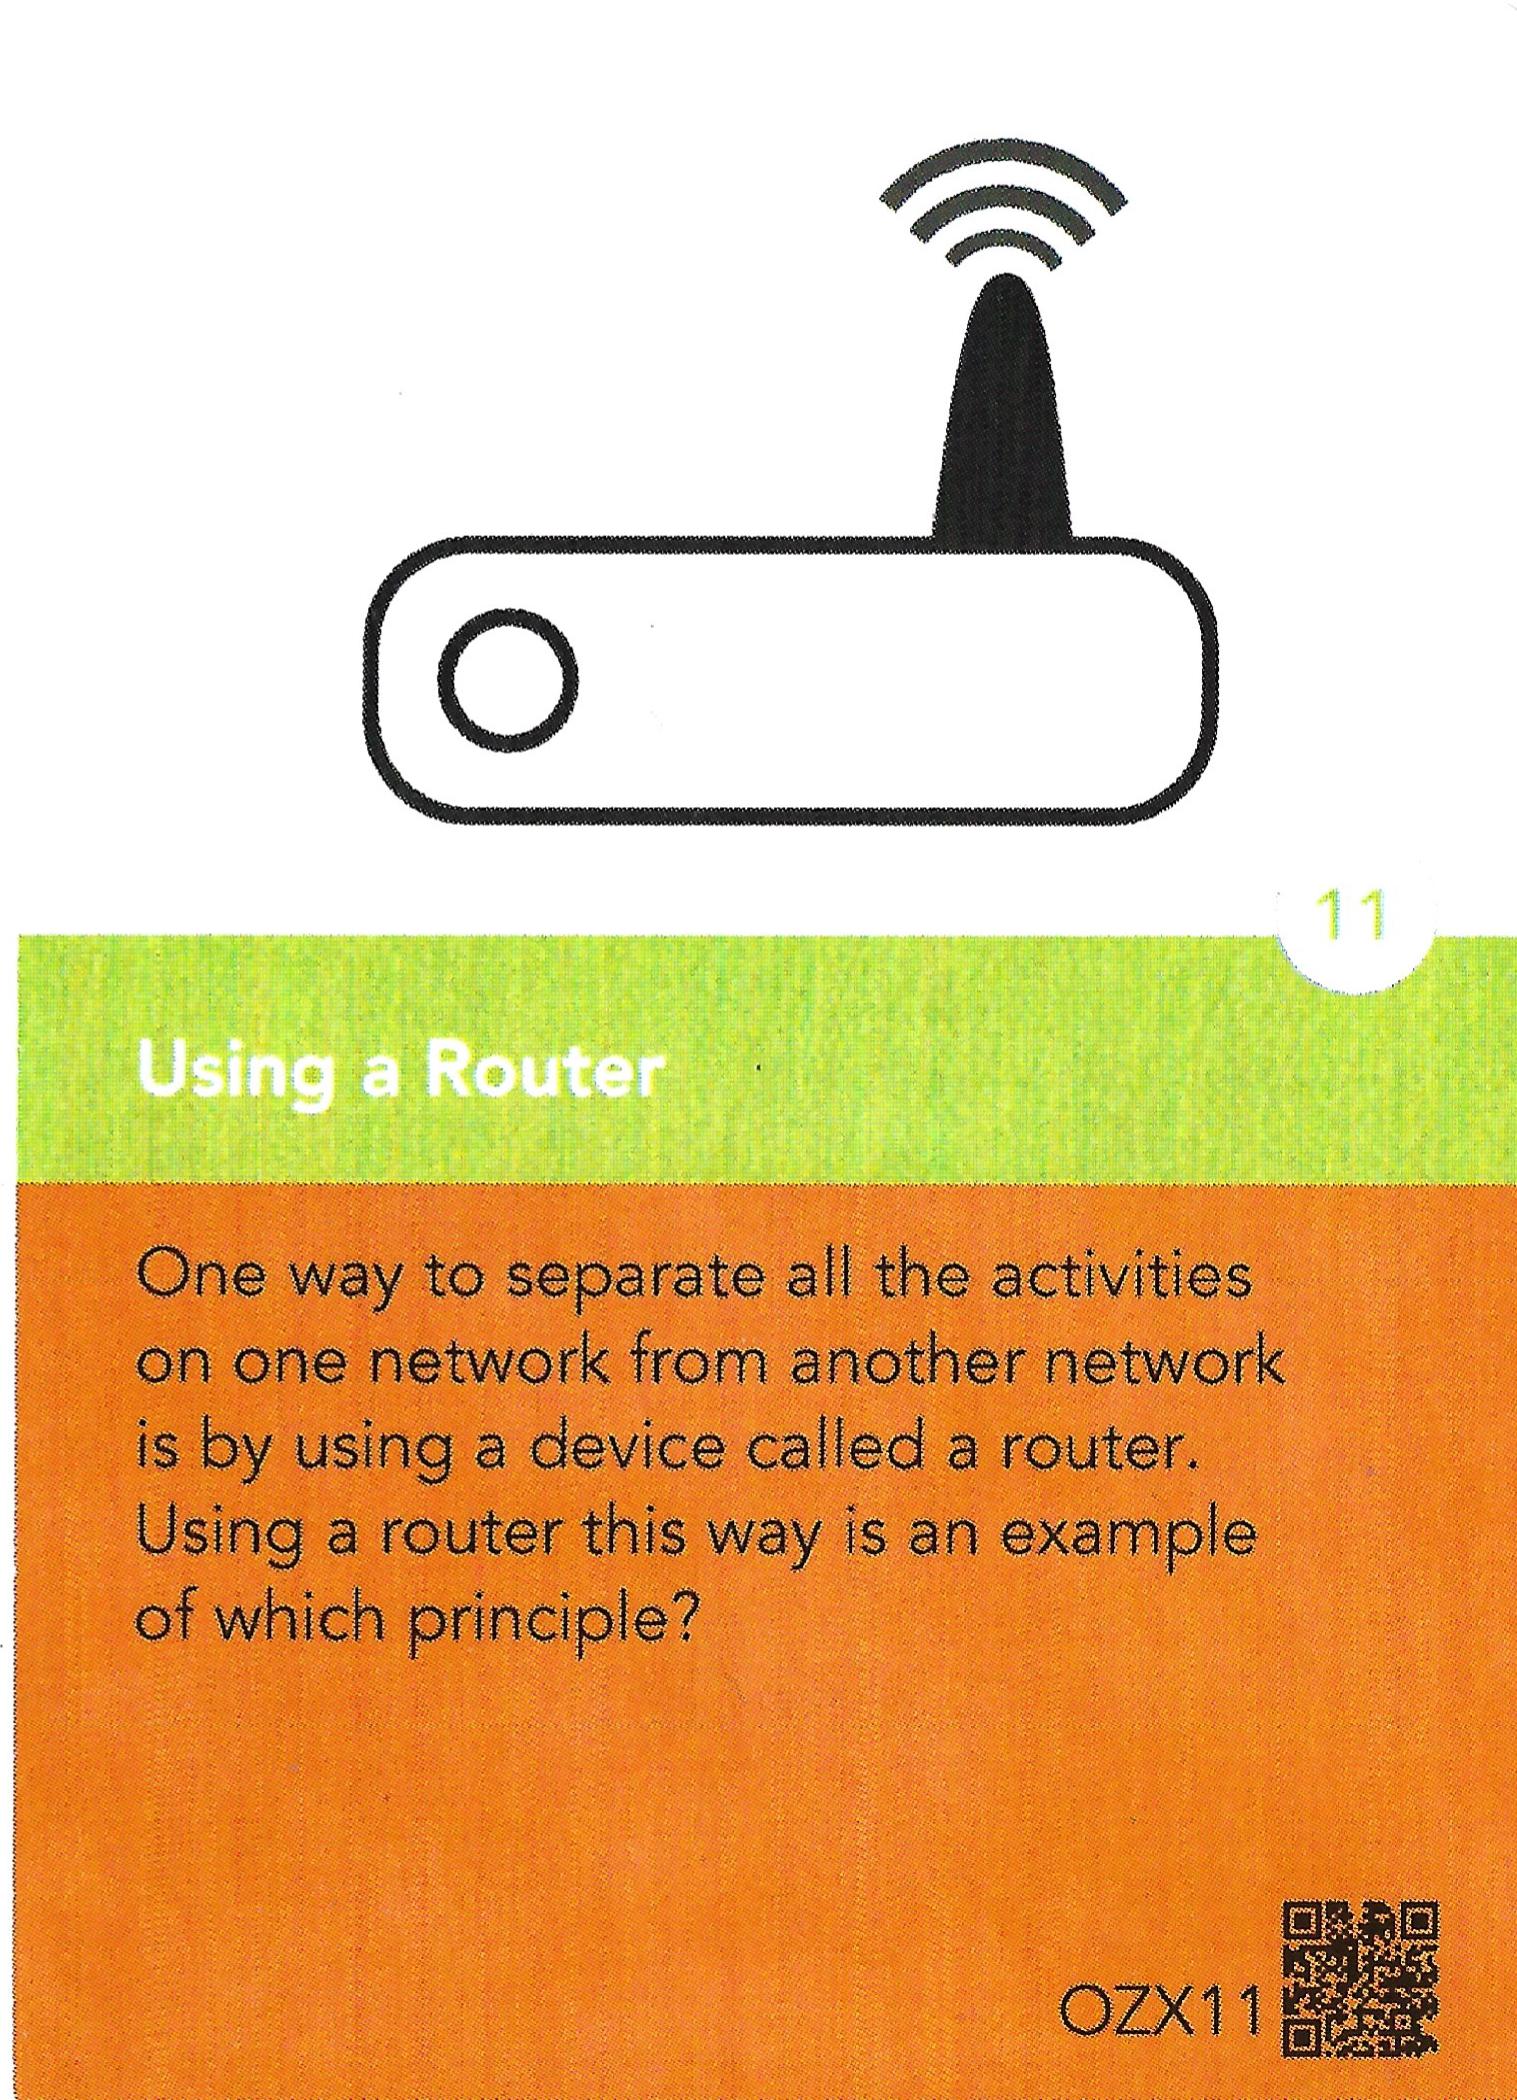 11
Using a Router
One way to separate all the activities
on one network from another network
is by using a device called a router.
Using a router this way is an example
of which principle?
OZX11